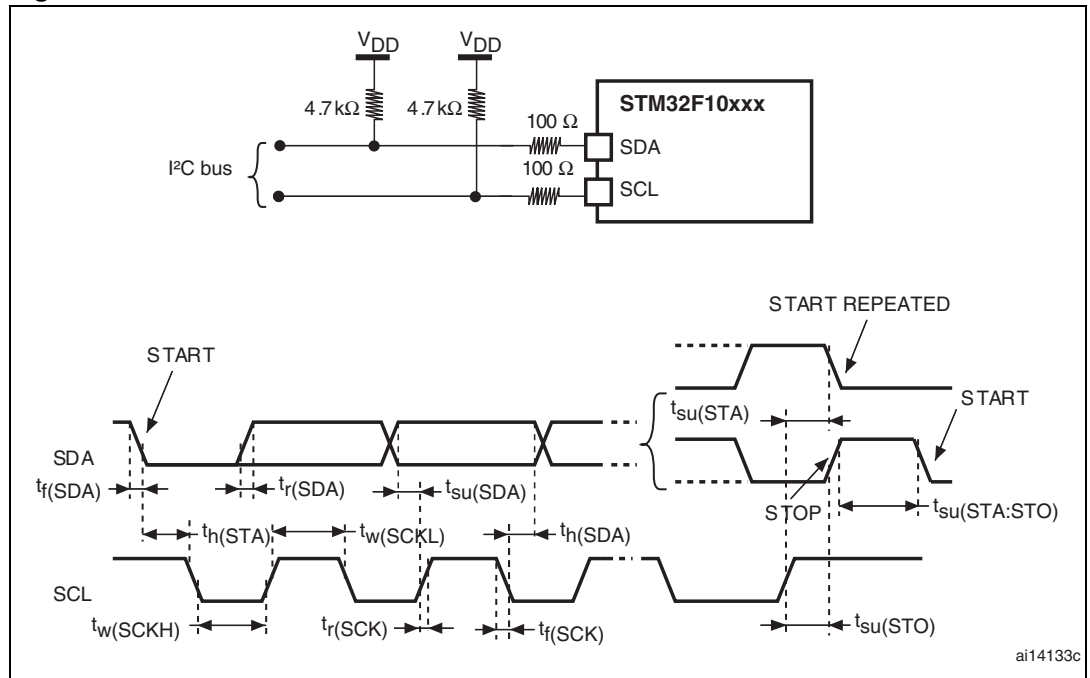 VDD
VDD
4.7kΩ
4.7kΩ
STM32F10xxx
100 Ω
SDA
I²C bus
100 Ω
SCL
START REPEATED
START
START
tsu(STA)
SDA
tf(SDA)
tr(SDA)
tsu(SDA)
STOP
tsu(STA:STO)
th(STA)
tw(SCKL)
th(SDA)
SCL
tw(SCKH)
tr(SCK)
tf(SCK)
tsu(STO)
ai14133c